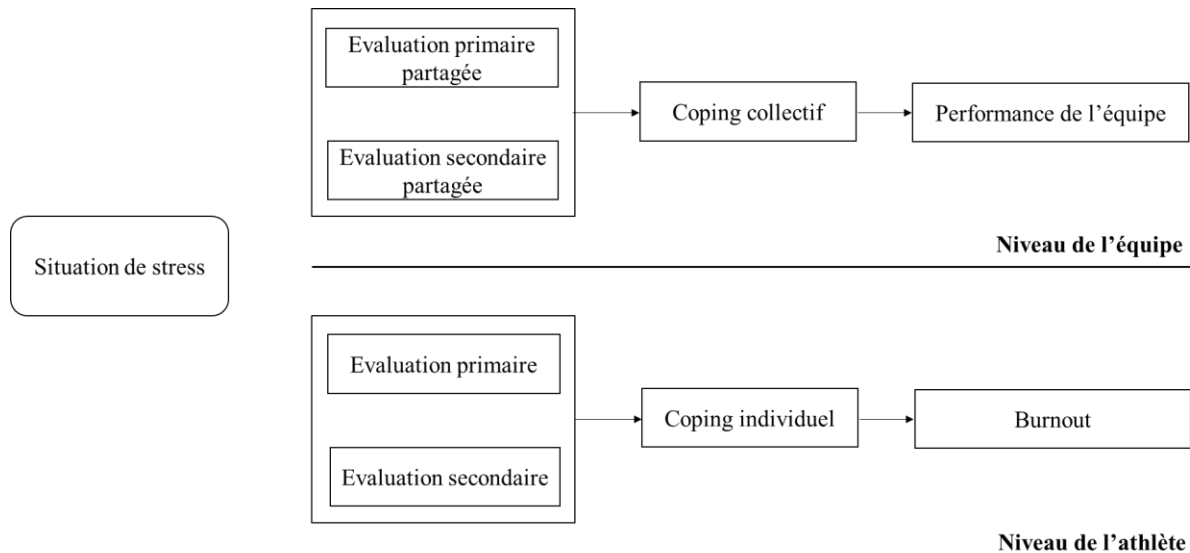 Situation de stress
Evaluation primaire
partagée
Evaluation secondaire
partagée
Coping collectif
Performance de l’équipe
Niveau de l’équipe
Evaluation primaire
Evaluation secondaire
Coping individuel
Burnout
Niveau de l’athlète